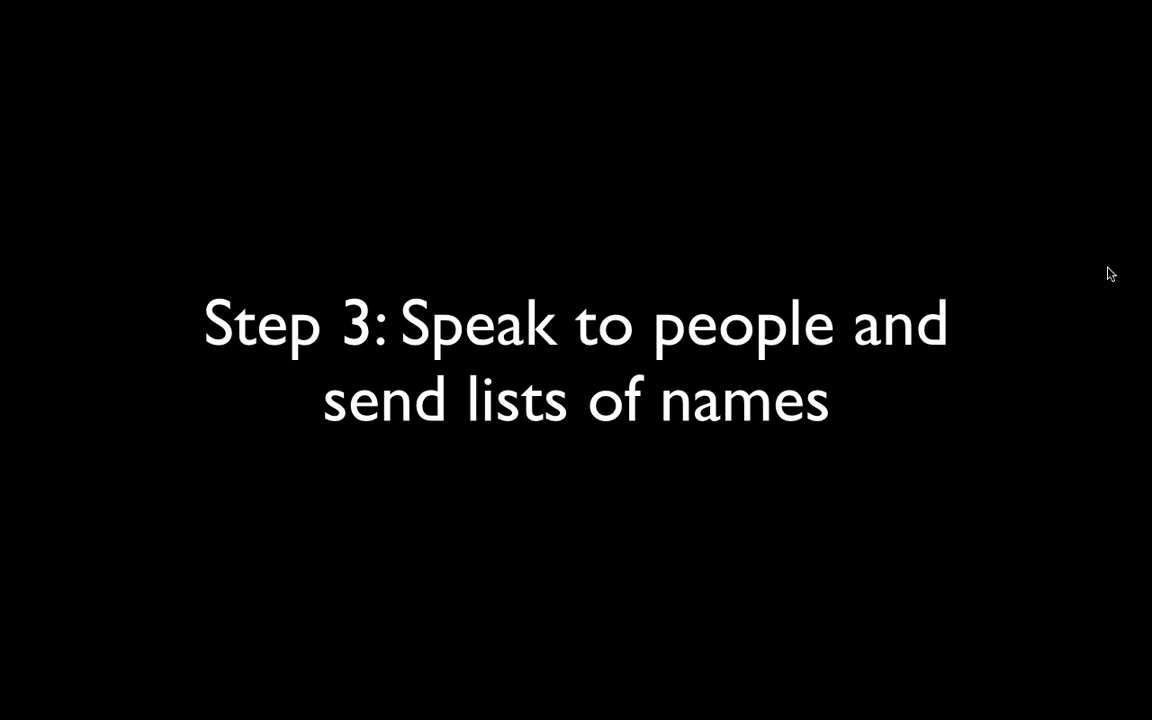 Step 3: Speak to people and
send lists of names